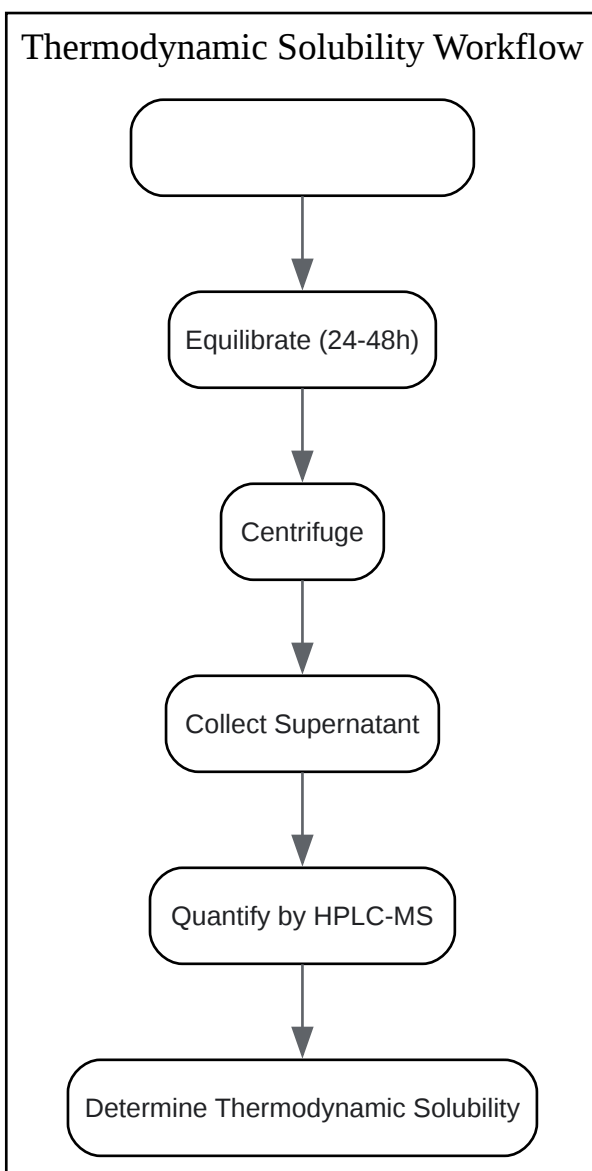 Thermodynamic Solubility Workflow
Equilibrate (24-48h)
Centrifuge
Collect Supernatant
Quantify by HPLC-MS
Determine Thermodynamic Solubility